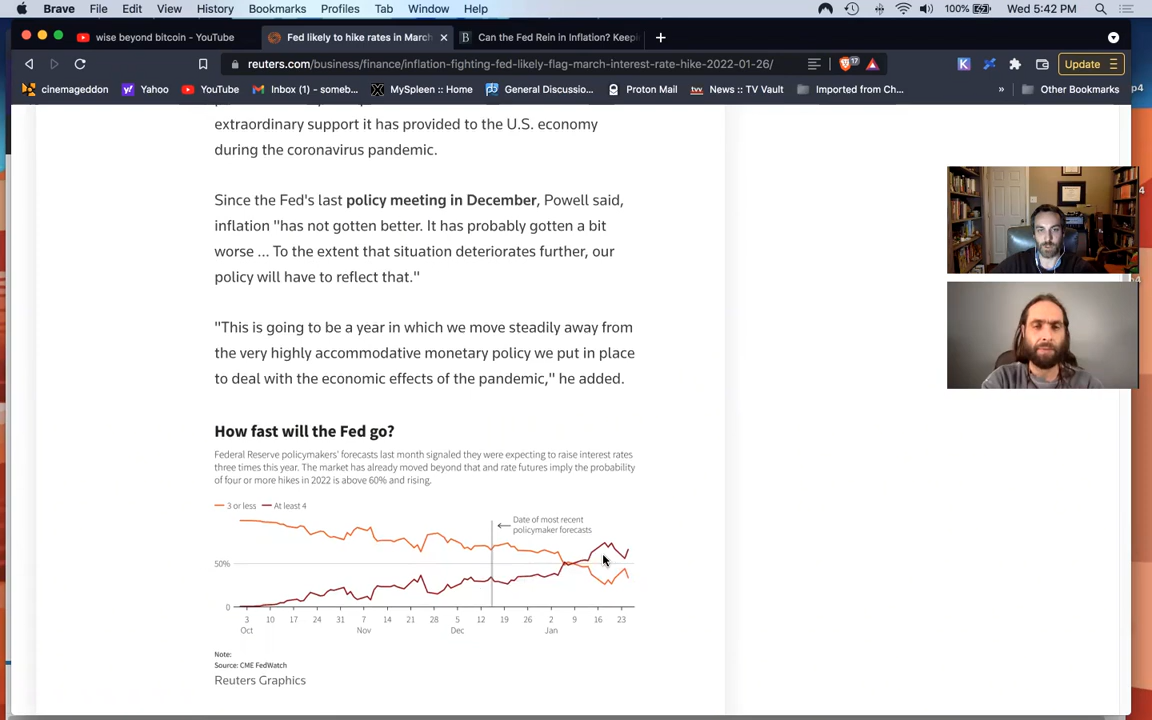 Brave File Edit View History Bookmarks Profiles Tab Window Help 100% Wed 5:42 PM
wise beyond bitcoin - YouTube
Fed likely to hike rates in March
Can the Fed Rein in Inflation? Keepi
reuters.com/business/finance/inflation-fighting-fed-likely-flag-march-interest-rate-hike-2022-01-26/
17
Update
cinemageddon Yahoo YouTube Inbox (1) – someb... MySpleen :: Home General Discussio... Proton Mail News :: TV Vault Imported from Ch... » Other Bookmarks
extraordinary support it has provided to the U.S. economy
during the coronavirus pandemic.
Since the Fed's last policy meeting in December, Powell said,
inflation "has not gotten better. It has probably gotten a bit
worse ... To the extent that situation deteriorates further, our
policy will have to reflect that."
"This is going to be a year in which we move steadily away from
the very highly accommodative monetary policy we put in place
to deal with the economic effects of the pandemic," he added.
How fast will the Fed go?
Federal Reserve policymakers' forecasts last month signaled they were expecting to raise interest rates
three times this year. The market has already moved beyond that and rate futures imply the probability
of four or more hikes in 2022 is above 60% and rising.
3 or less At least 4
Date of most recent
policymaker forecasts
50%
0
3 10 17 24 31 7 14 21 28 5 12 19 26 2 9 16 23
Oct Nov Dec Jan
Note:
Source: CME FedWatch
Reuters Graphics